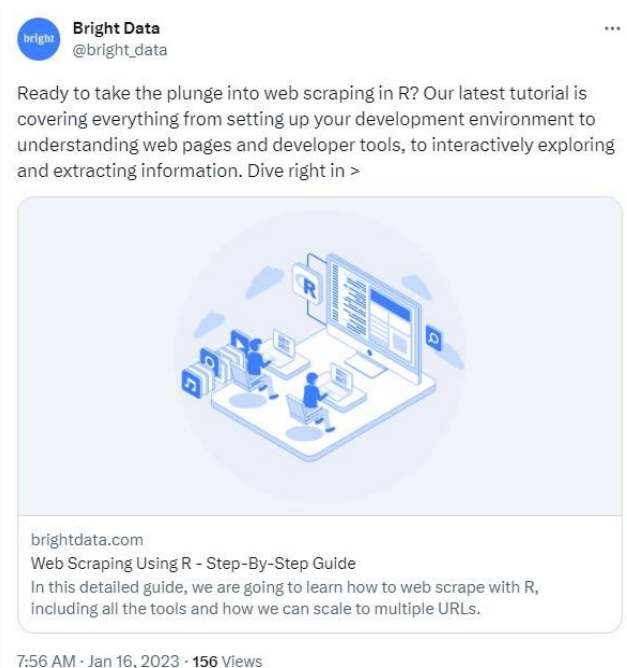 bright
Bright Data
@bright_data
Ready to take the plunge into web scraping in R? Our latest tutorial is
covering everything from setting up your development environment to
understanding web pages and developer tools, to interactively exploring
and extracting information. Dive right in >
R
brightdata.com
Web Scraping Using R - Step-By-Step Guide
In this detailed guide, we are going to learn how to web scrape with R,
including all the tools and how we can scale to multiple URLs.
7:56 AM · Jan 16, 2023 · 156 Views